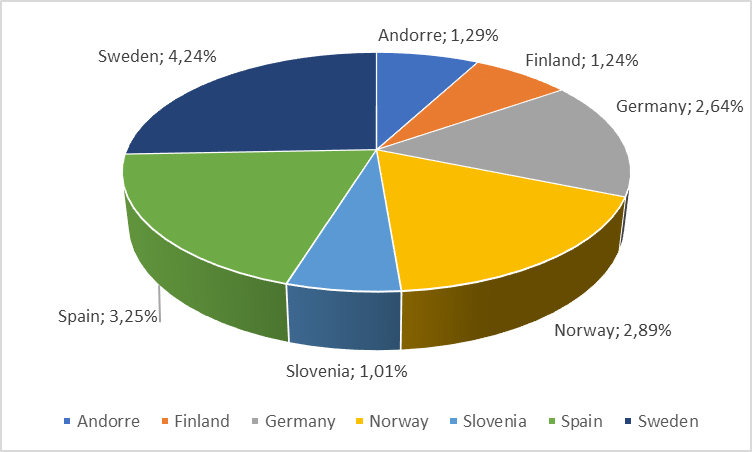 Andorre; 1,29%
Sweden; 4,24%
Finland; 1,24%
Germany; 2,64%
Spain; 3,25%
Norway; 2,89%
Slovenia; 1,01%
Andorre Finland Germany Norway Slovenia Spain Sweden